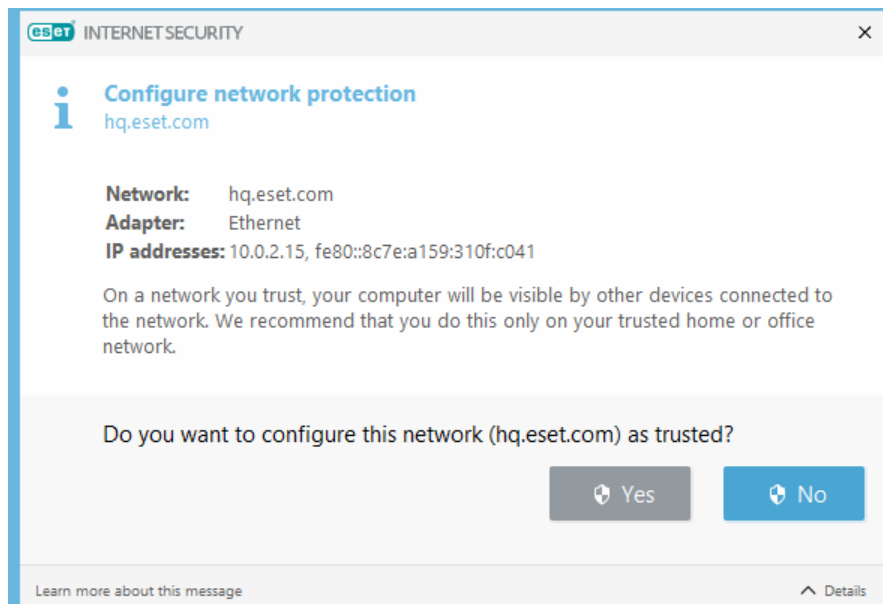 eset INTERNET SECURITY
Configure network protection
hq.eset.com
Network: hq.eset.com
Adapter: Ethernet
IP addresses: 10.0.2.15, fe80::8c7e:a159:310f:c041
On a network you trust, your computer will be visible by other devices connected to
the network. We recommend that you do this only on your trusted home or office
network.
Do you want to configure this network (hq.eset.com) as trusted?
Yes No
Learn more about this message Details